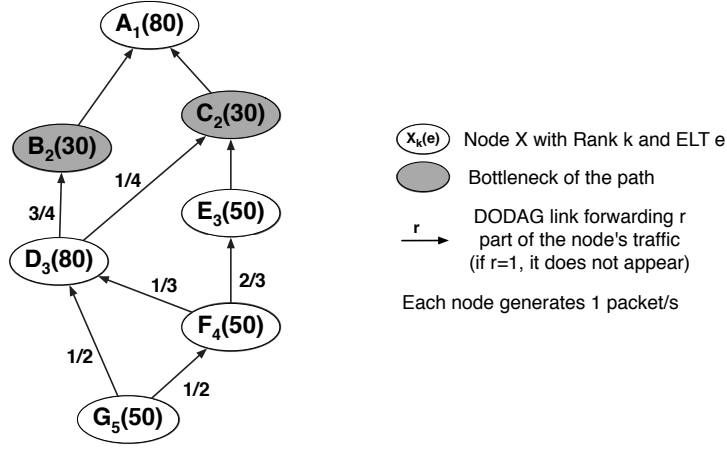 A1(80)
B2(30)
C2(30)
1/4
3/4
E3(50)
D3(80)
1/3
2/3
F4(50)
1/2
1/2
G5(50)
Xk(e) Node X with Rank k and ELT e
Bottleneck of the path
r DODAG link forwarding r
part of the node's traffic
(if r=1, it does not appear)
Each node generates 1 packet/s